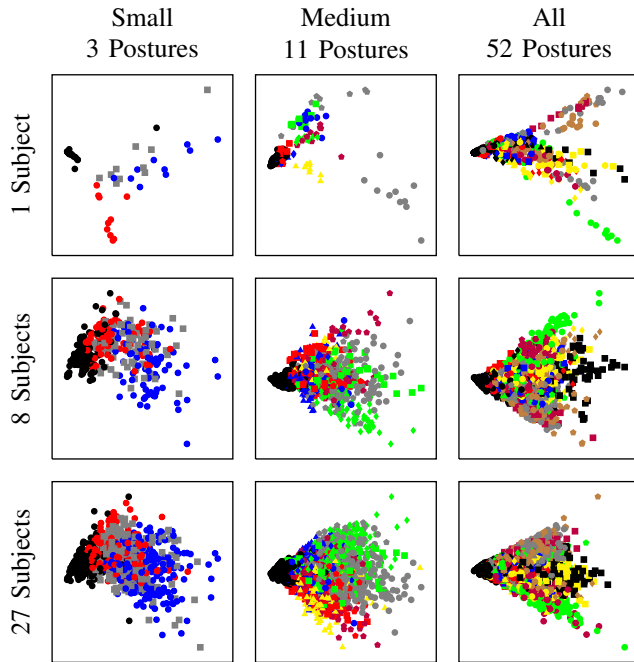 Small
3 Postures
Medium
11 Postures
All
52 Postures
1 Subject
8 Subjects
27 Subjects